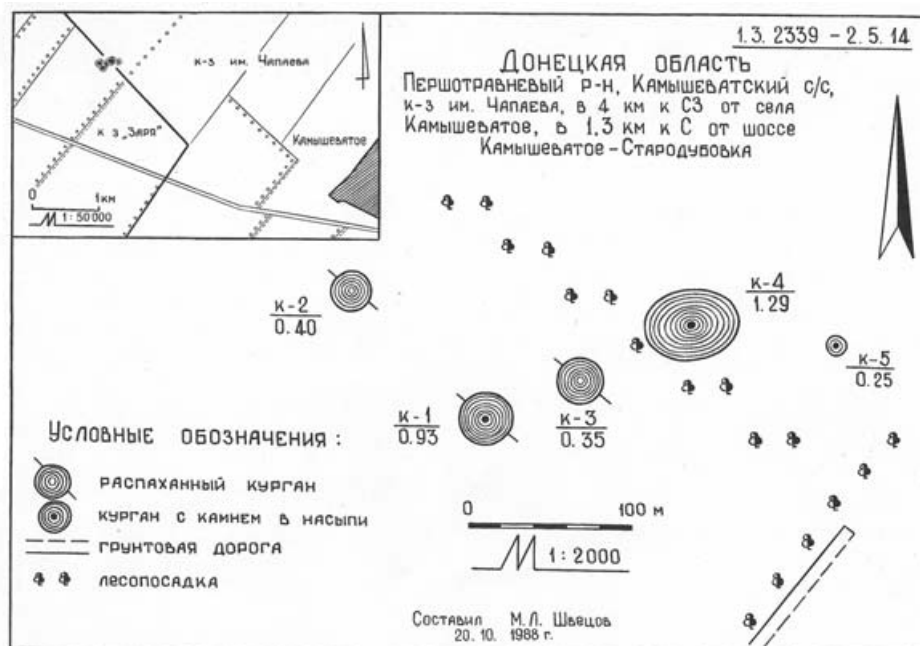 к-з им. Чапаева
к-з „Заря"
Камышеватое
0 1км
1:50000
1.3.2339 – 2.5.14
Донецкая область
Першотравневый р-н, Камышеватский с/с,
к-з им. Чапаева, в 4 км к СЗ от села
Камышеватое, в 1,3 км к С от шоссе
Камышеватое – Стародубовка
к-2
0.40
к-4
1.29
к-5
0.25
к-1
0.93
к-3
0.35
Условные обозначения:
распаханный курган
курган с камнем в насыпи
грунтовая дорога
лесопосадка
0 100 м
1:2000
Составил М.Л. Швецов
20.10. 1988 г.